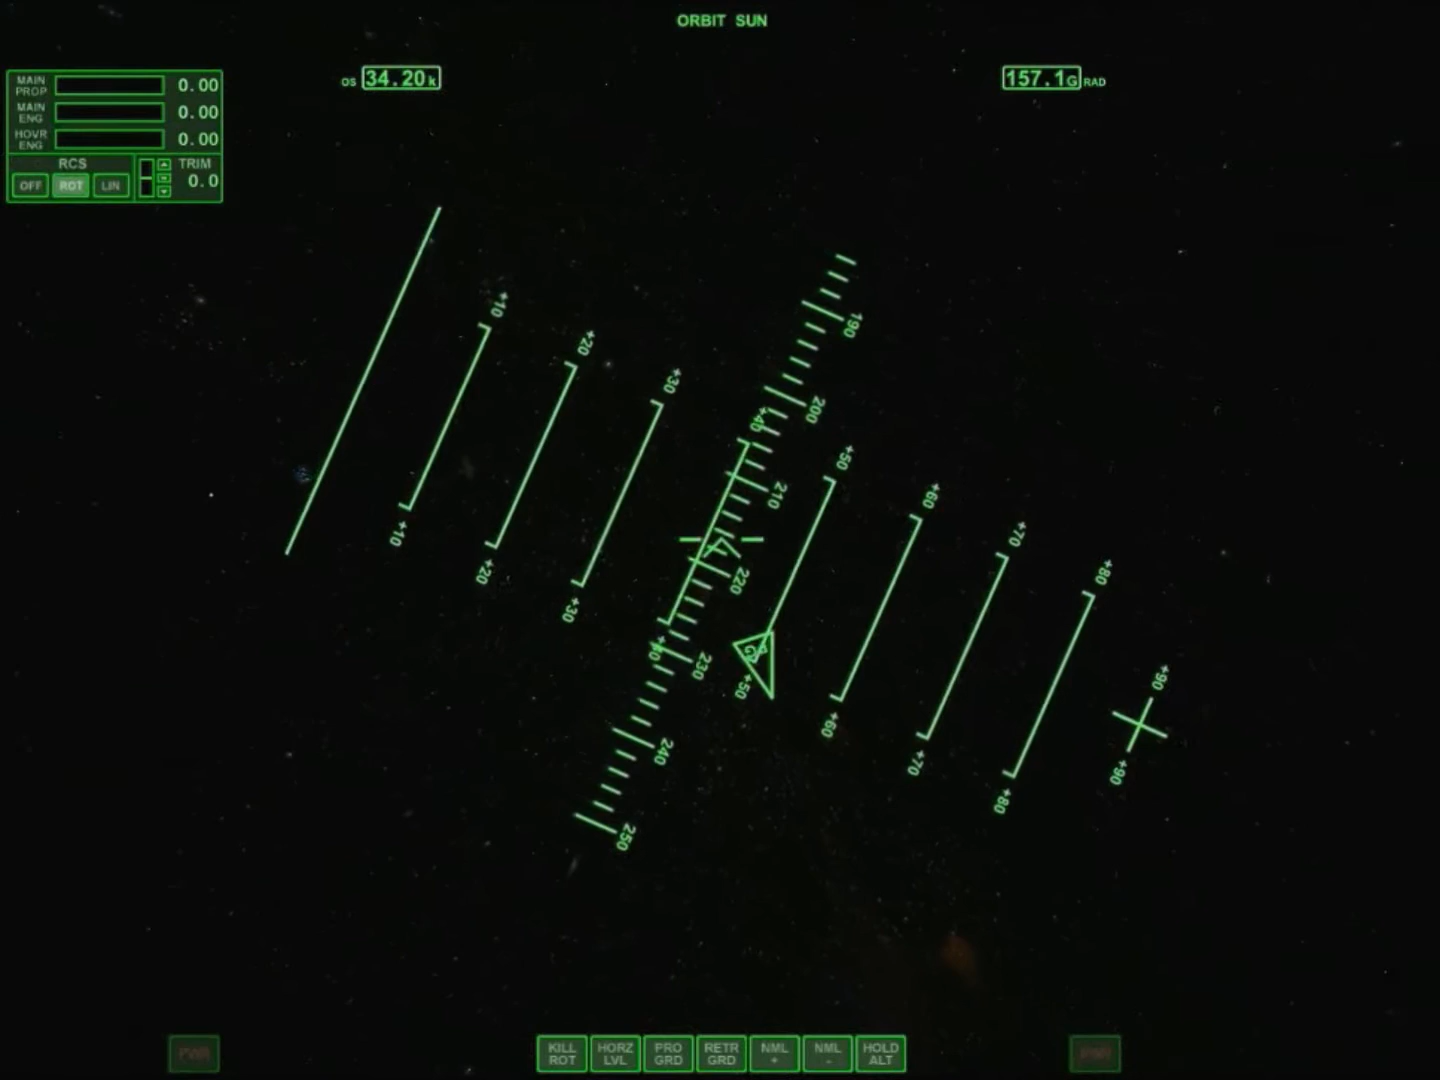 ORBIT SUN
OS 34.20k
157.1G RAD
MAIN PROP 0.00
MAIN ENG 0.00
HOVR ENG 0.00
RCS
TRIM
OFF ROT LIN
0.0
+10
+20
+30
+40
+50
+60
+70
+80
+90
190
200
210
220
230
240
250
+10
+20
+30
+40
+50
+60
+70
+80
+90
PWR
KILL ROT
HORZ LVL
PRO GRD
RETR GRD
NML +
NML -
HOLD ALT